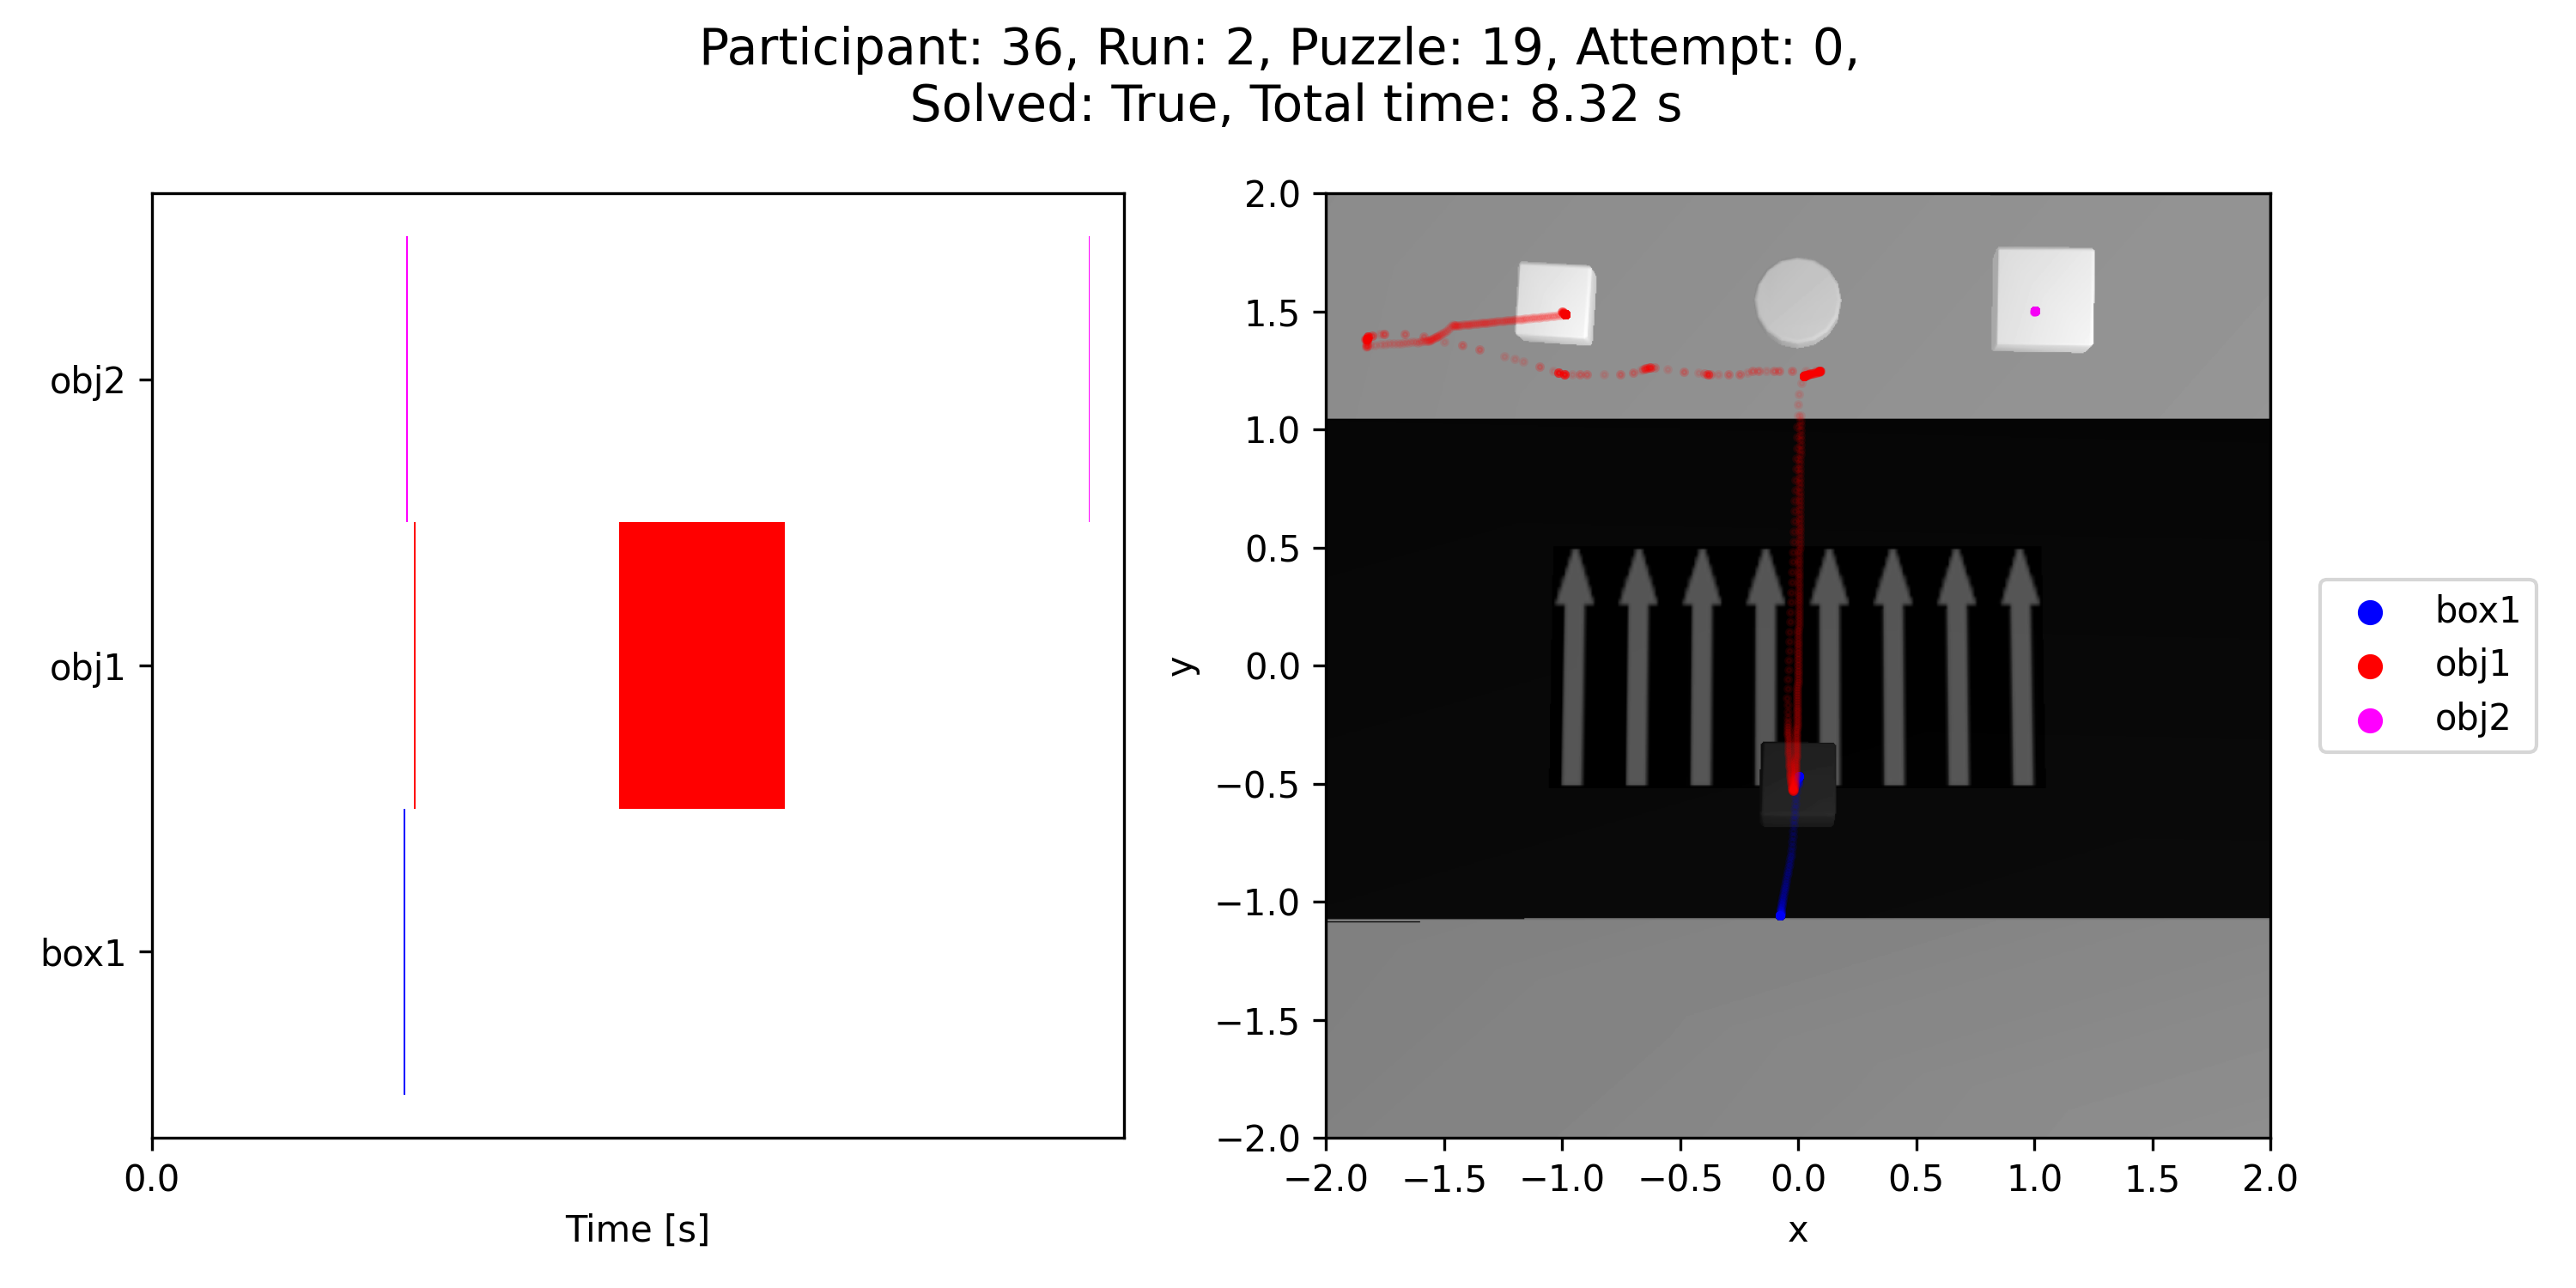 Participant: 36, Run: 2, Puzzle: 19, Attempt: 0,
Solved: True, Total time: 8.32 s
obj2
obj1
box1
0.0
Time [s]
2.0
1.5
1.0
0.5
0.0
−0.5
−1.0
−1.5
−2.0
y
−2.0 −1.5 −1.0 −0.5 0.0 0.5 1.0 1.5 2.0
x
box1
obj1
obj2